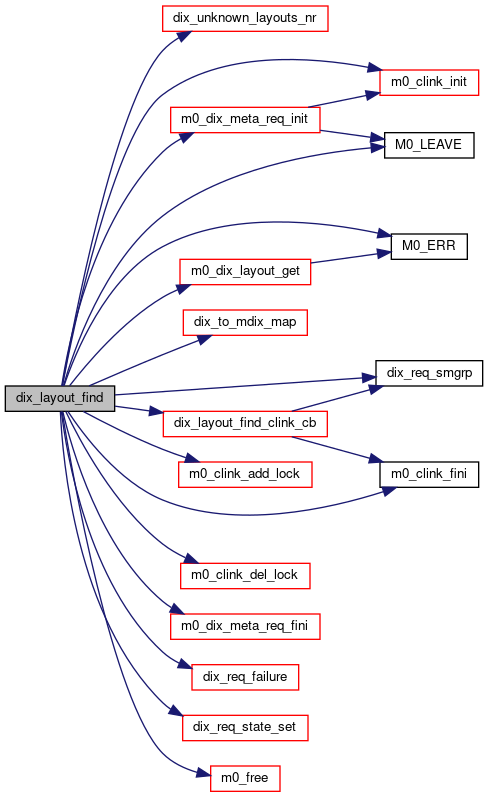 dix_unknown_layouts_nr
m0_clink_init
m0_dix_meta_req_init
M0_LEAVE
M0_ERR
m0_dix_layout_get
dix_to_mdix_map
dix_req_smgrp
dix_layout_find
dix_layout_find_clink_cb
m0_clink_add_lock
m0_clink_fini
m0_clink_del_lock
m0_dix_meta_req_fini
dix_req_failure
dix_req_state_set
m0_free